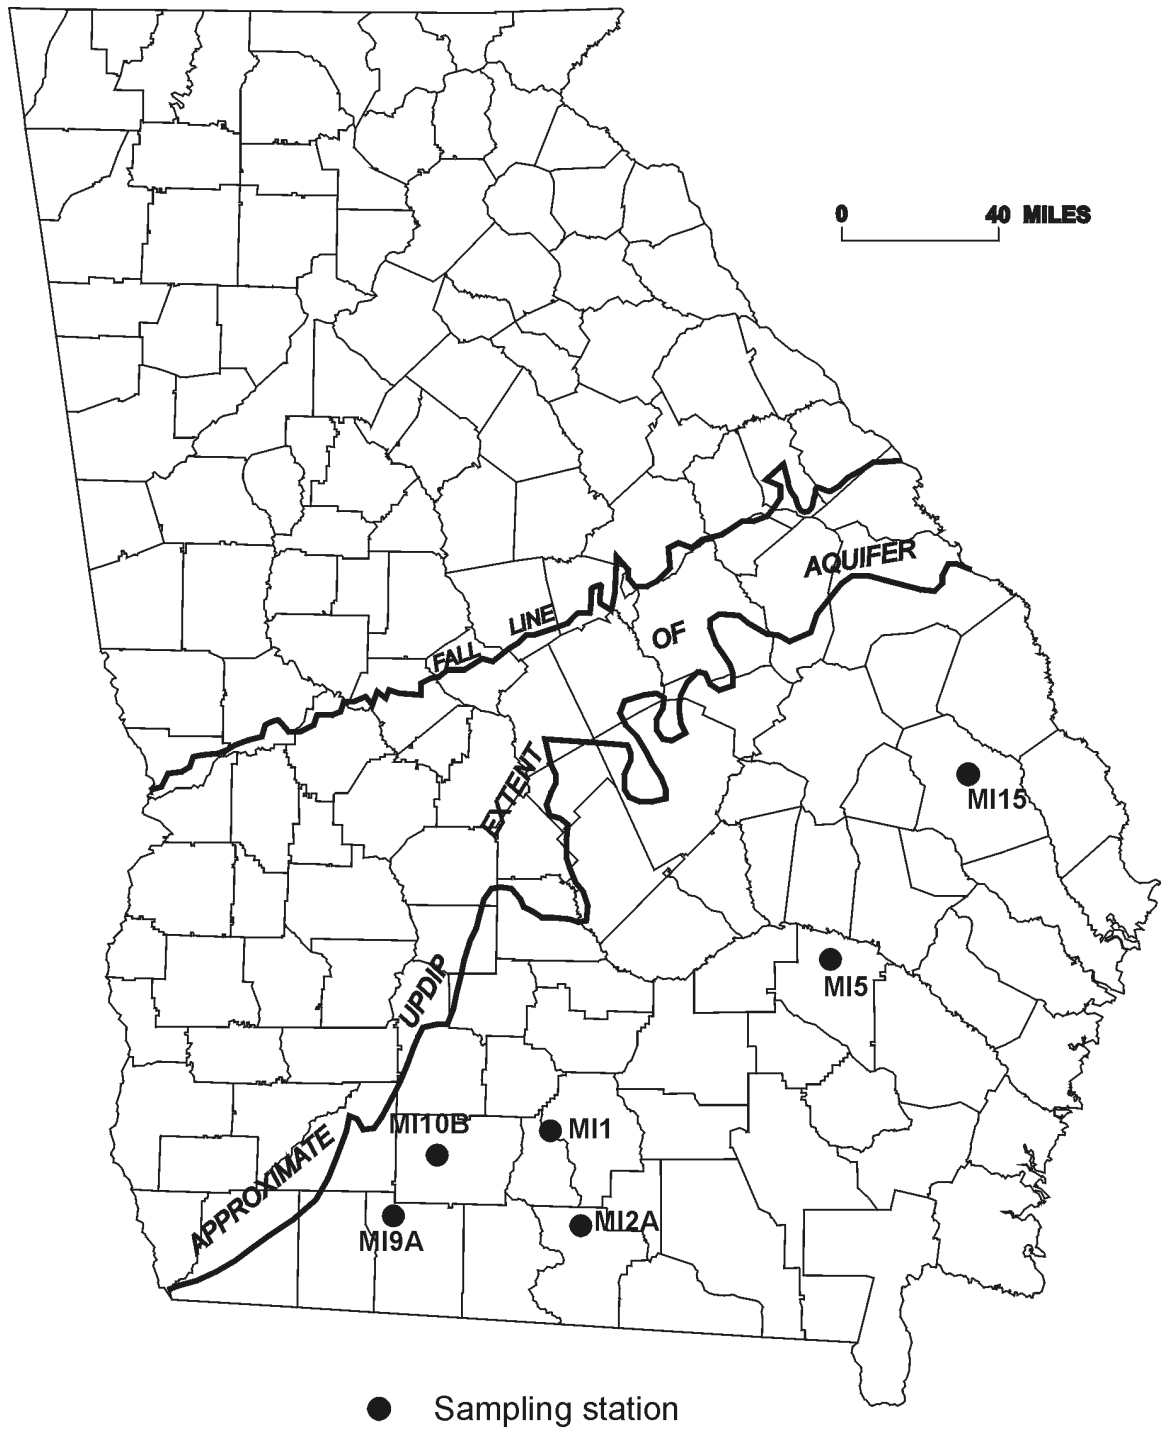 0 40 MILES
FALL LINE
APPROXIMATE UPDIP EXTENT OF AQUIFER
MI15
MI5
MI10B
MI1
MI9A
MI2A
Sampling station